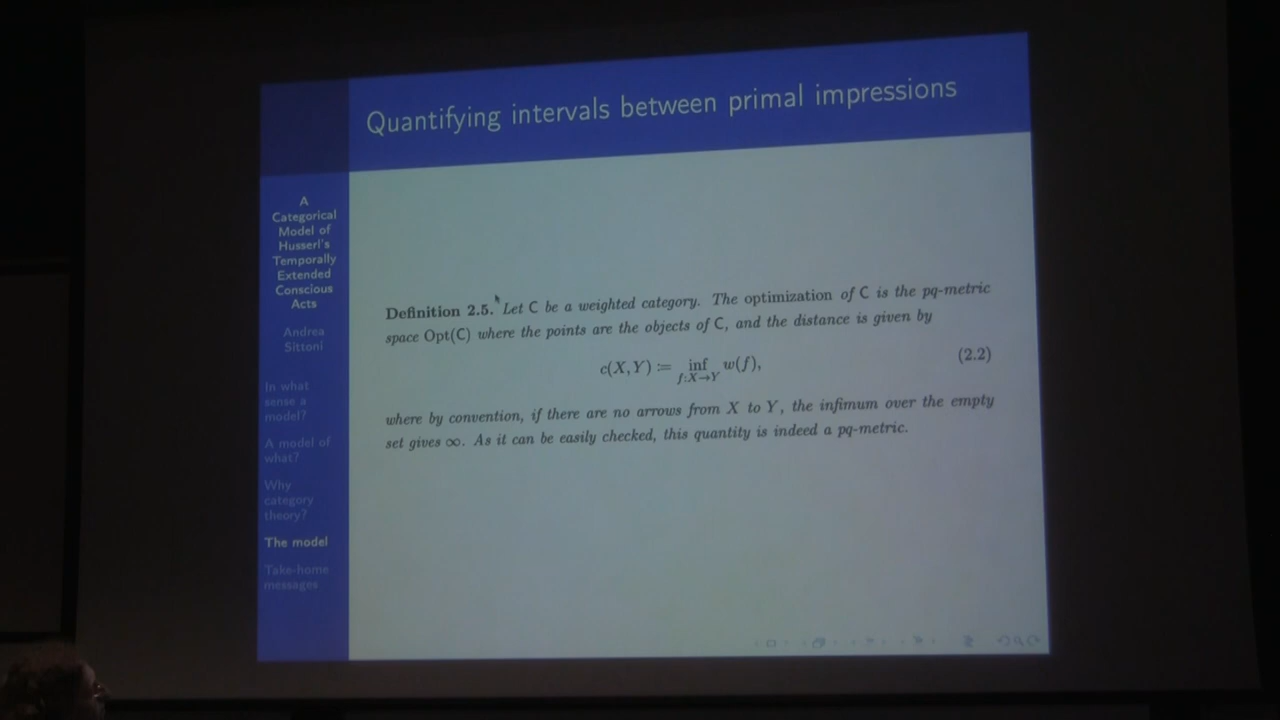 Quantifying intervals between primal impressions
A
Categorical
Model of
Husserl's
Temporally
Extended
Conscious
Acts
Andrea
Sittoni
In what
sense a
model?
A model of
what?
Why
category
theory?
The model
Take-home
messages
Definition 2.5. Let C be a weighted category. The optimization of C is the pq-metric
space Opt(C) where the points are the objects of C, and the distance is given by
c(X, Y) := inf w(f), (2.2)
f:X→Y
where by convention, if there are no arrows from X to Y, the infimum over the empty
set gives ∞. As it can be easily checked, this quantity is indeed a pq-metric.